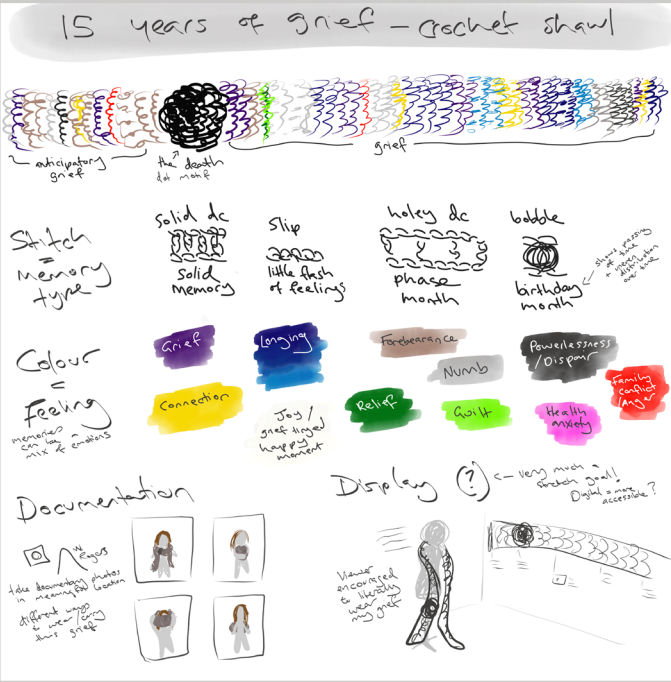 15 years of grief - crochet shawl
anticipatory
grief
the death
dot motif
grief
Stitch
=
memory
type
solid dc
solid
memory
slip
little flash
of feelings
holey dc
phase
month
bobble
birthday
month
shows passing
of time
+ uneven
distribution
over time
Colour
=
Feeling
memories
can be a
mix of emotions
Grief
Longing
Forebearance
Numb
Powerlessness
/Dispair
Family
conflict
/Anger
Connection
Joy /
grief tinged
happy
moment
Relief
Guilt
Health
anxiety
Documentation
take documentary photos
in meaningful location
different ways
to wear/carry
this grief
Display (?)
<- very much a
stretch goal!
Digital = more
accessible?
Viewer
encouraged
to literally
wear
my grief